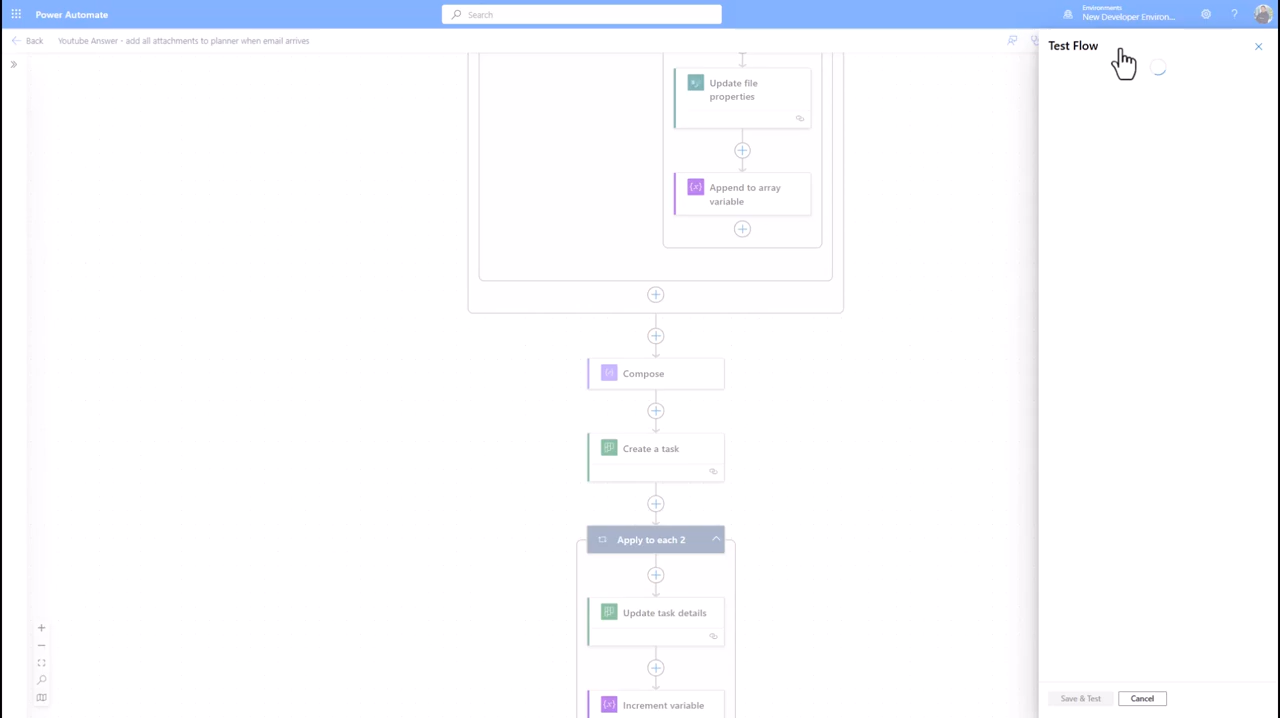 Power Automate
Search
Environments
New Developer Environ...
Back
Youtube Answer - add all attachments to planner when email arrives
Test Flow
Update file
properties
Append to array
variable
Compose
Create a task
Apply to each 2
Update task details
Increment variable
Save & Test
Cancel